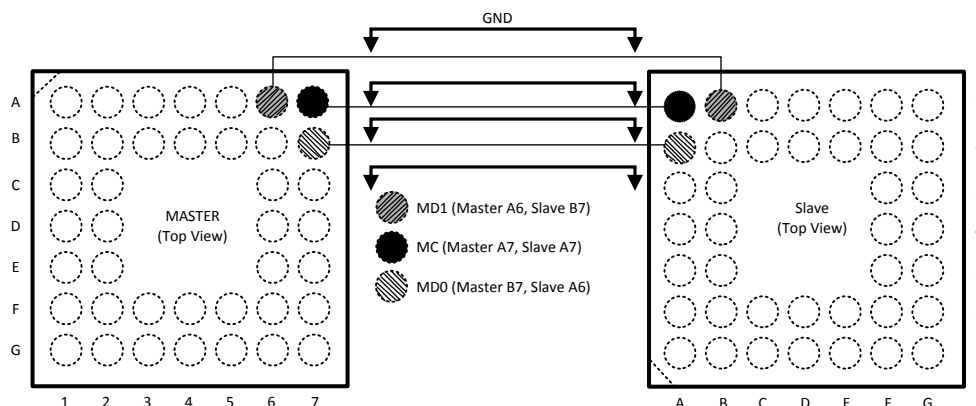 GND
A
B
C
D
E
F
G
MASTER
(Top View)
Slave
(Top View)
MD1 (Master A6, Slave B7)
MC (Master A7, Slave A7)
MD0 (Master B7, Slave A6)
1 2 3 4 5 6 7
A B C D E F G